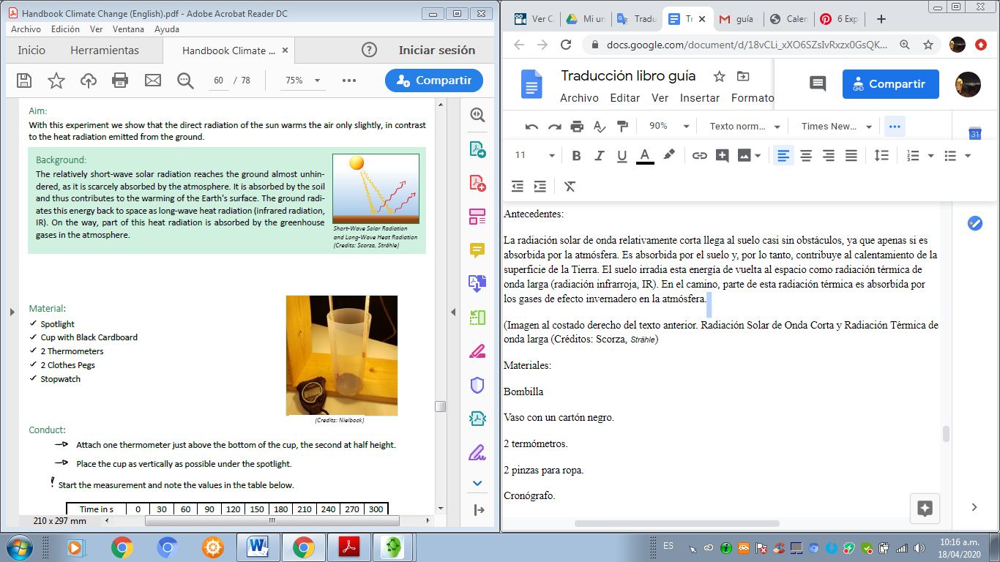 Handbook Climate Change (English).pdf - Adobe Acrobat Reader DC
Archivo Edición Ver Ventana Ayuda
Inicio Herramientas Handbook Climate ... × Iniciar sesión
60 / 78 75% Compartir
Aim:
With this experiment we show that the direct radiation of the sun warms the air only slightly, in contrast
to the heat radiation emitted from the ground.
Background:
The relatively short-wave solar radiation reaches the ground almost unhin-
dered, as it is scarcely absorbed by the atmosphere. It is absorbed by the soil
and thus contributes to the warming of the Earth's surface. The ground radi-
ates this energy back to space as long-wave heat radiation (infrared radiation,
IR). On the way, part of this heat radiation is absorbed by the greenhouse
gases in the atmosphere.
Short-Wave Solar Radiation
and Long-Wave Heat Radiation
(Credits: Scorza, Strähle)
Material:
✓ Spotlight
✓ Cup with Black Cardboard
✓ 2 Thermometers
✓ 2 Clothes Pegs
✓ Stopwatch
(Credits: Nielbock)
Conduct:
Attach one thermometer just above the bottom of the cup, the second at half height.
Place the cup as vertically as possible under the spotlight.
! Start the measurement and note the values in the table below.
Time in s 0 30 60 90 120 150 180 210 240 270 300
210 x 297 mm
Ver C Mi un Tradu Tr guía - Calen 6 Exp
docs.google.com/document/d/18vCLi_xXO6SZsIvRxzx0GsQK...
Traducción libro guía
Archivo Editar Ver Insertar Formato
Compartir
90% Texto norm... Times New...
31
11 B I U A
Antecedentes:
La radiación solar de onda relativamente corta llega al suelo casi sin obstáculos, ya que apenas si es
absorbida por la atmósfera. Es absorbida por el suelo y, por lo tanto, contribuye al calentamiento de la
superficie de la Tierra. El suelo irradia esta energía de vuelta al espacio como radiación térmica de
onda larga (radiación infrarroja, IR). En el camino, parte de esta radiación térmica es absorbida por
los gases de efecto invernadero en la atmósfera.
(Imagen al costado derecho del texto anterior. Radiación Solar de Onda Corta y Radiación Térmica de
onda larga (Créditos: Scorza, Strähle)
Materiales:
Bombilla
Vaso con un cartón negro.
2 termómetros.
2 pinzas para ropa.
Cronógrafo.
ES
10:16 a.m.
18/04/2020